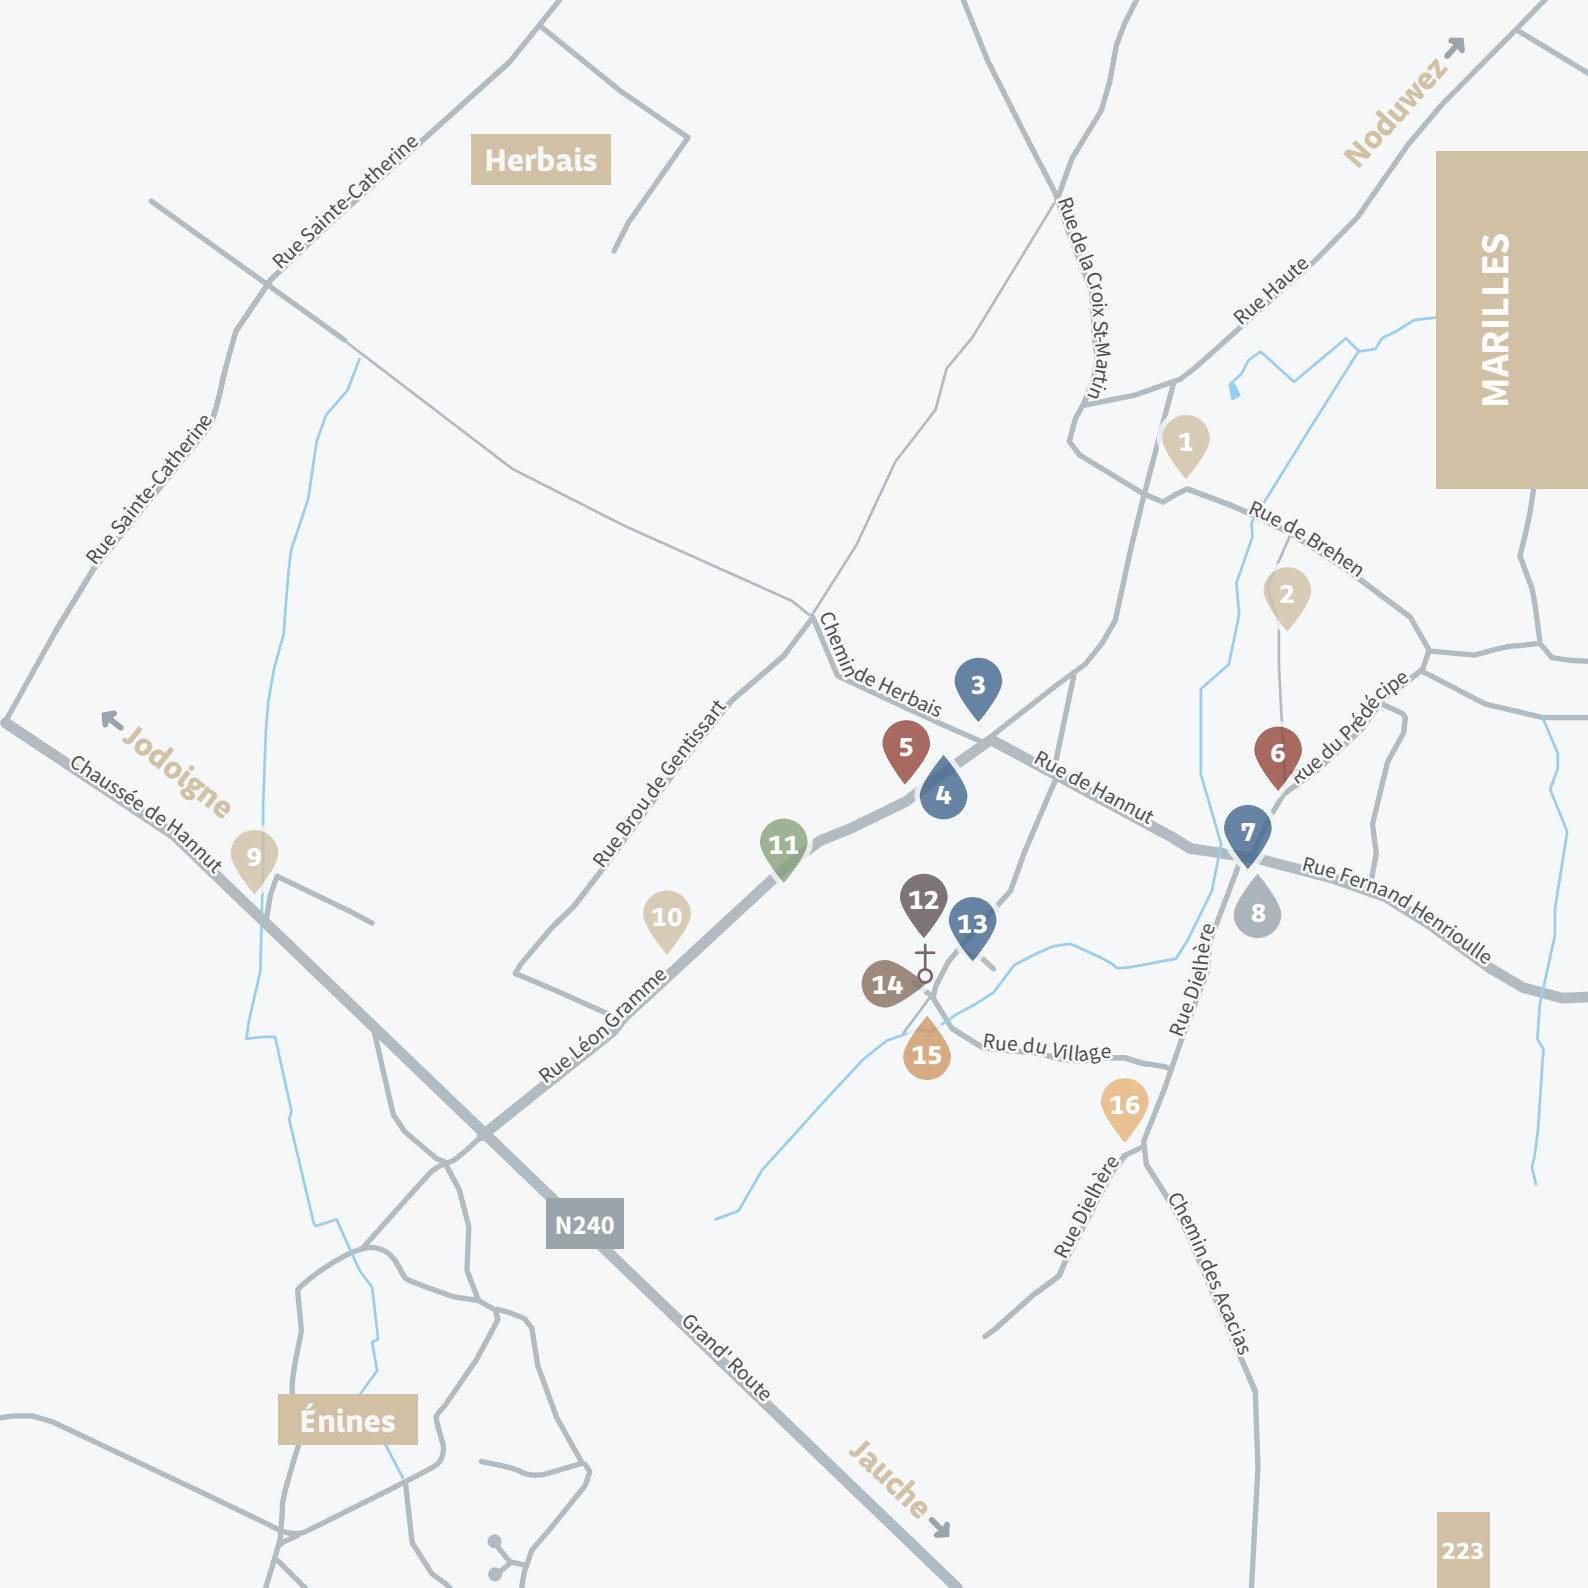 Noduwez
Herbais
Rue Sainte-Catherine
MARILLES
Rue de la Croix St-Martin
Rue Haute
1
Rue Sainte-Catherine
Rue de Brehen
2
Chemin de Herbais
3
Rue du Prédécipe
Jodoigne
Chaussée de Hannut
Rue Brou de Gentissart
5
4
Rue de Hannut
6
7
11
9
Rue Fernand Henrioulle
10
12
13
8
14
Rue Dielhère
Rue Léon Gramme
15
Rue du Village
16
Rue Dielhère
N240
Chemin des Acacias
Grand' Route
Énines
Jauche
223